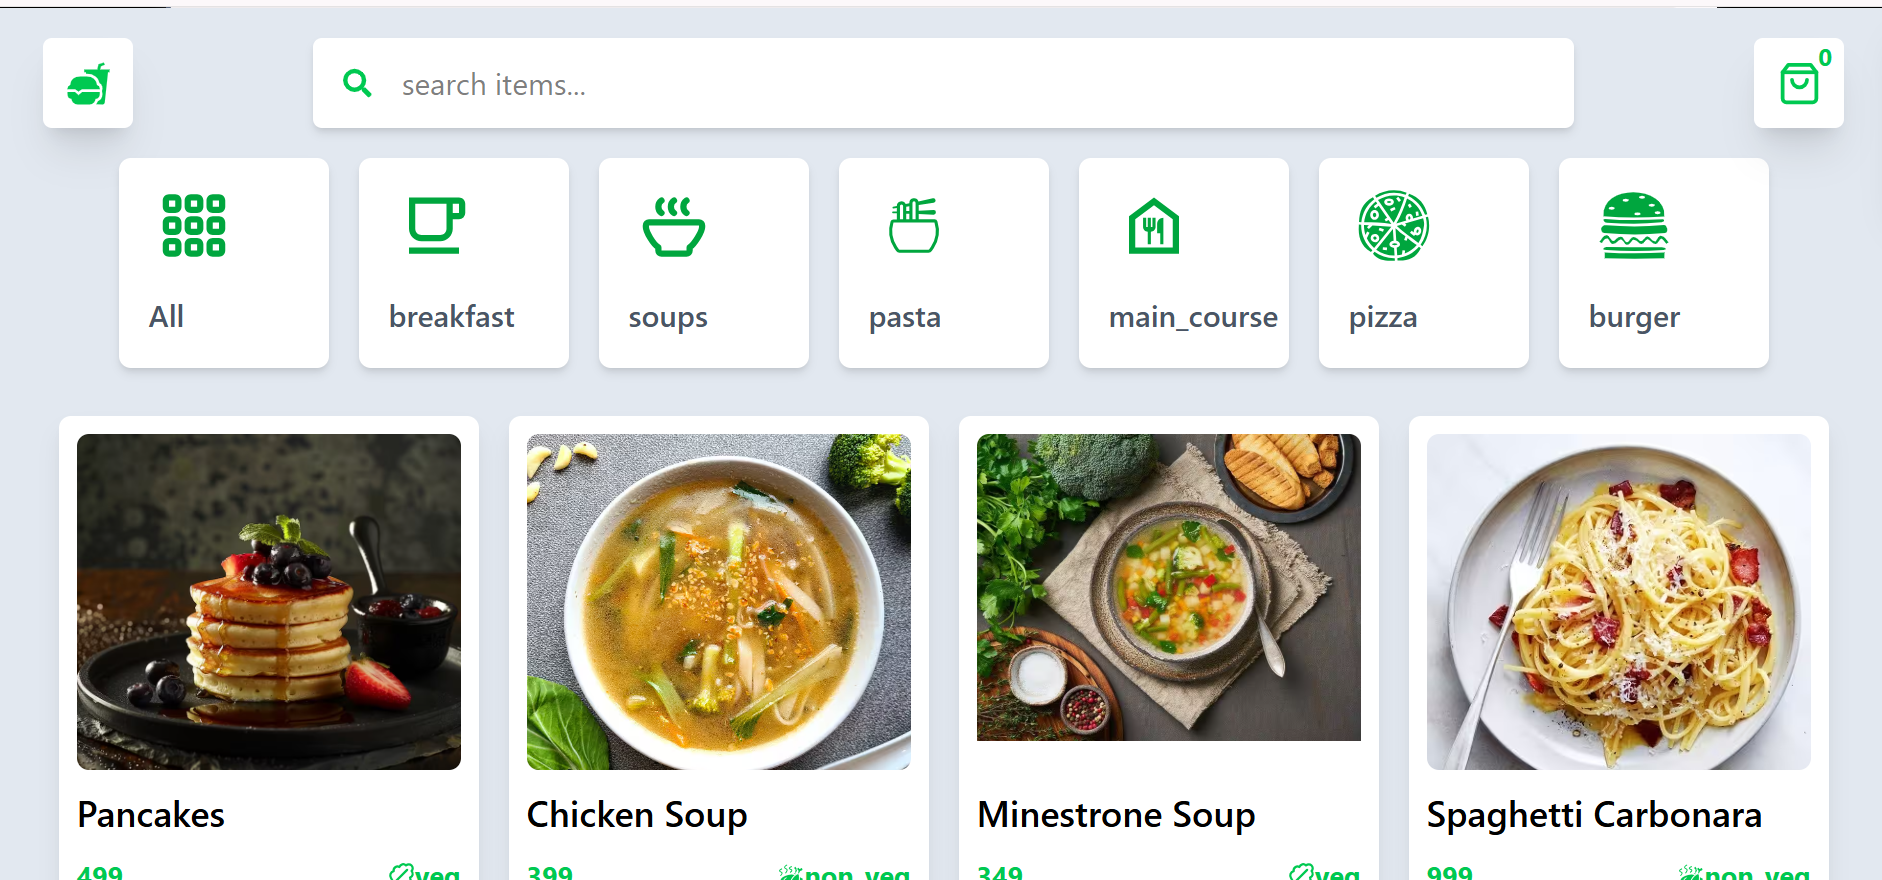 search items...
0
All
breakfast
soups
pasta
main_course
pizza
burger
Pancakes
Chicken Soup
Minestrone Soup
Spaghetti Carbonara
499 veg
399 non_veg
349 veg
999 non_veg